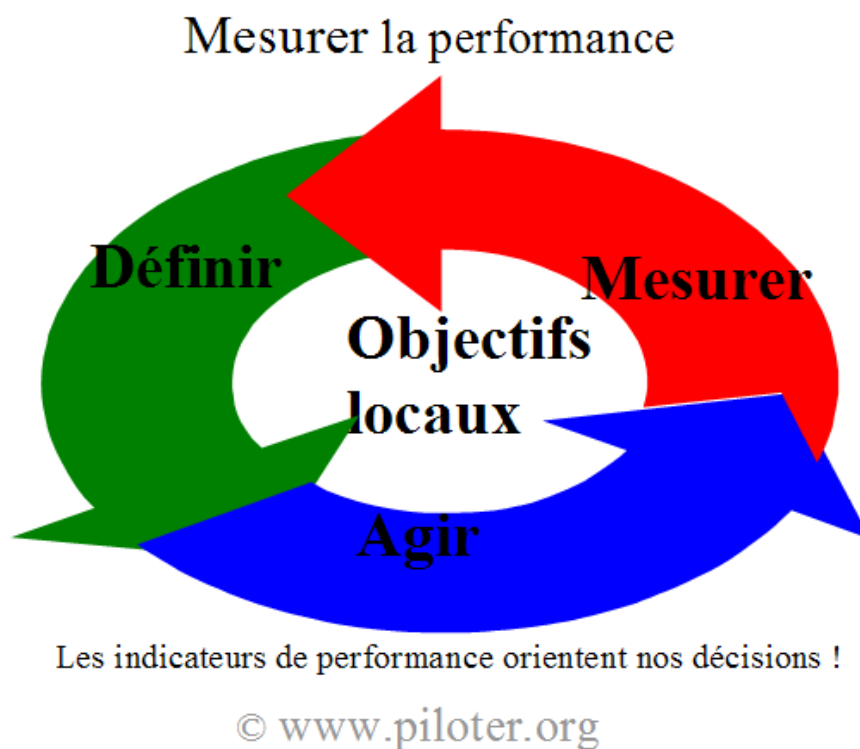 Mesurer la performance
Définir
Mesurer
Objectifs
locaux
Agir
Les indicateurs de performance orientent nos décisions !
© www.piloter.org